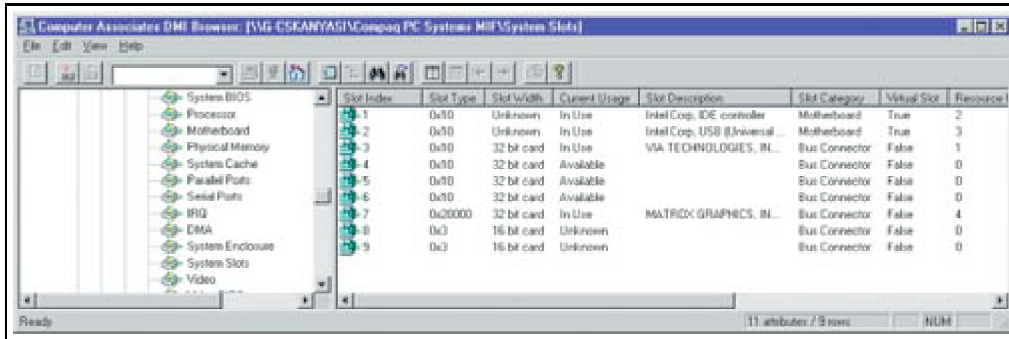 Computer Associates DMI Browser: [\\G-CSKANYASI\Compaq PC Systems MIF\System Slots]
File Edit View Help
System BIOS
Processor
Motherboard
Physical Memory
System Cache
Parallel Ports
Serial Ports
IRQ
DMA
System Enclosure
System Slots
Video
Slot Index Slot Type Slot Width Current Usage Slot Description Slot Category Virtual Slot Resource
1 0x10 Unknown In Use Intel Corp, IDE controller Motherboard True 2
2 0x10 Unknown In Use Intel Corp, USB (Universal ... Motherboard True 3
3 0x10 32 bit card In Use VIA TECHNOLOGIES, IN... Bus Connector False 1
4 0x10 32 bit card Available Bus Connector False 0
5 0x10 32 bit card Available Bus Connector False 0
6 0x10 32 bit card Available Bus Connector False 0
7 0x20000 32 bit card In Use MATROX GRAPHICS, IN... Bus Connector False 4
8 0x3 16 bit card Unknown Bus Connector False 0
9 0x3 16 bit card Unknown Bus Connector False 0
Ready 11 attributes / 9 rows NUM